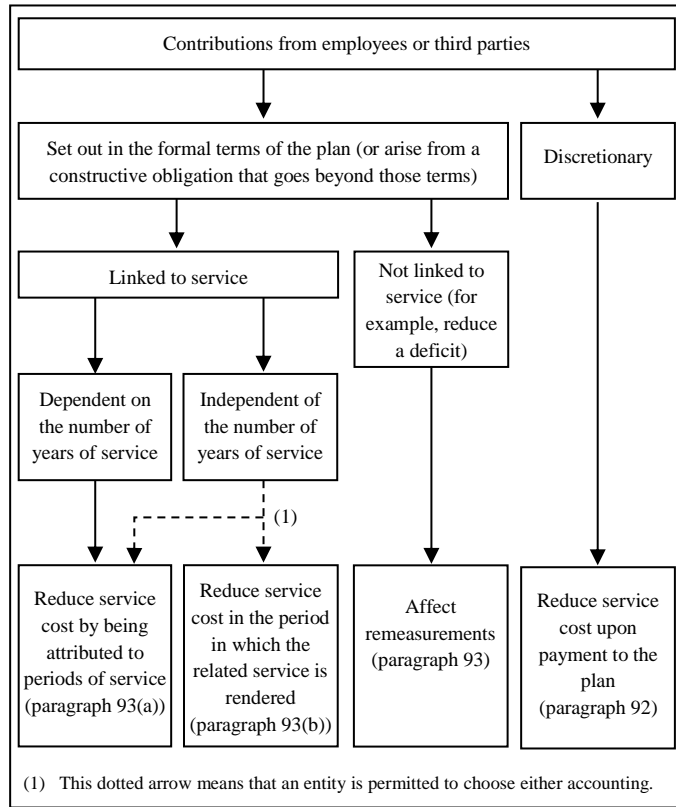 Contributions from employees or third parties
Set out in the formal terms of the plan (or arise from a
constructive obligation that goes beyond those terms)
Discretionary
Linked to service
Not linked to
service (for
example, reduce
a deficit)
Dependent on
the number of
years of service
Independent of
the number of
years of service
(1)
Reduce service
cost by being
attributed to
periods of service
(paragraph 93(a))
Reduce service
cost in the period
in which the
related service is
rendered
(paragraph 93(b))
Affect
remeasurements
(paragraph 93)
Reduce service
cost upon
payment to the
plan
(paragraph 92)
(1) This dotted arrow means that an entity is permitted to choose either accounting.